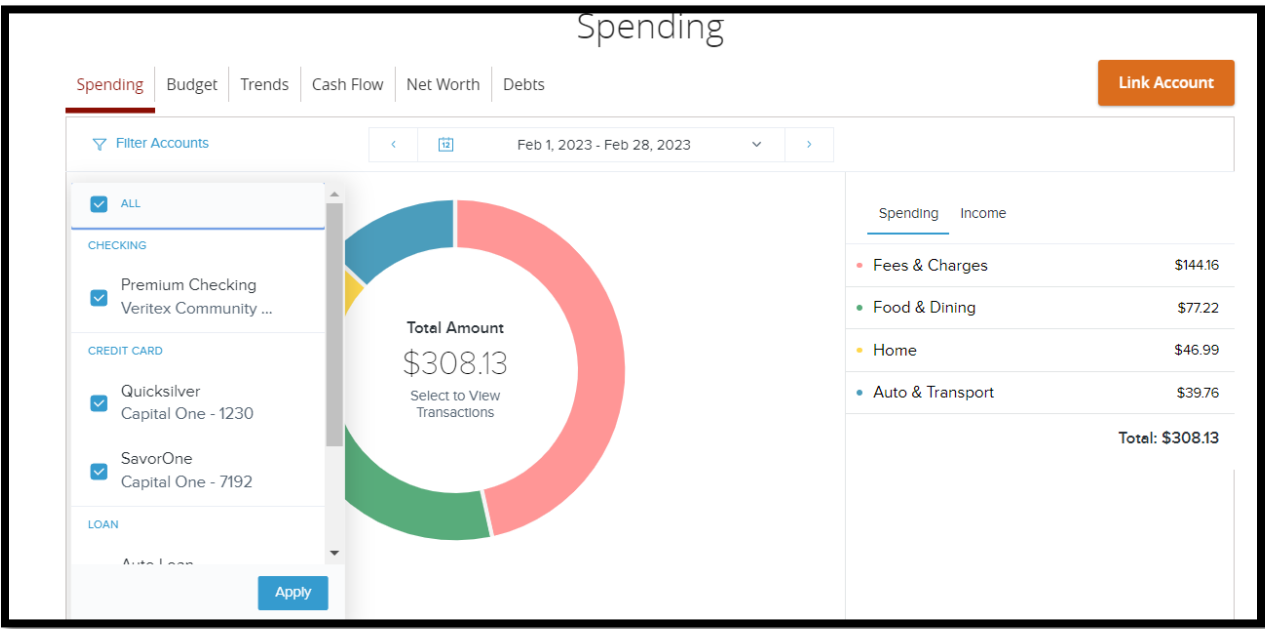 Spending
Spending
Budget
Trends
Cash Flow
Net Worth
Debts
Link Account
Filter Accounts
12
Feb 1, 2023 - Feb 28, 2023
ALL
CHECKING
Premium Checking
Veritex Community ...
CREDIT CARD
Quicksilver
Capital One - 1230
SavorOne
Capital One - 7192
LOAN
Auto Loan
Apply
Total Amount
$308.13
Select to View
Transactions
Spending
Income
Fees & Charges $144.16
Food & Dining $77.22
Home $46.99
Auto & Transport $39.76
Total: $308.13